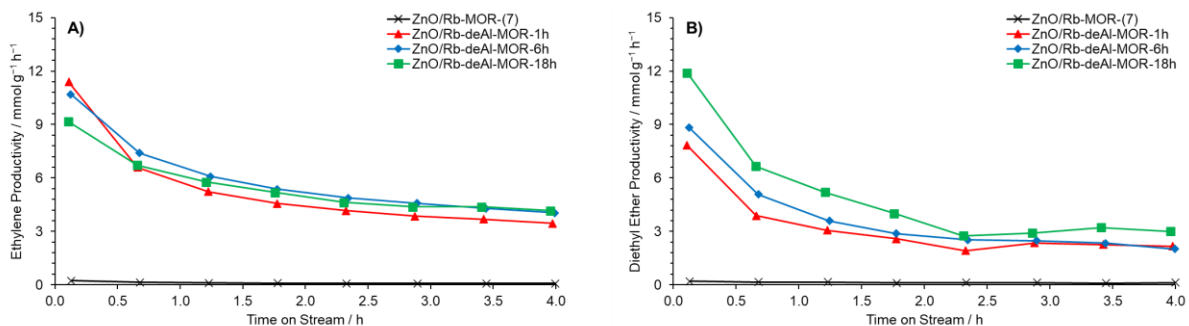 A)
ZnO/Rb-MOR-(7)
ZnO/Rb-deAl-MOR-1h
ZnO/Rb-deAl-MOR-6h
ZnO/Rb-deAl-MOR-18h
Ethylene Productivity / mmol g⁻¹ h⁻¹
15
12
9
6
3
0
0.0 0.5 1.0 1.5 2.0 2.5 3.0 3.5 4.0
Time on Stream / h
B)
ZnO/Rb-MOR-(7)
ZnO/Rb-deAl-MOR-1h
ZnO/Rb-deAl-MOR-6h
ZnO/Rb-deAl-MOR-18h
Diethyl Ether Productivity / mmol g⁻¹ h⁻¹
15
12
9
6
3
0
0.0 0.5 1.0 1.5 2.0 2.5 3.0 3.5 4.0
Time on Stream / h